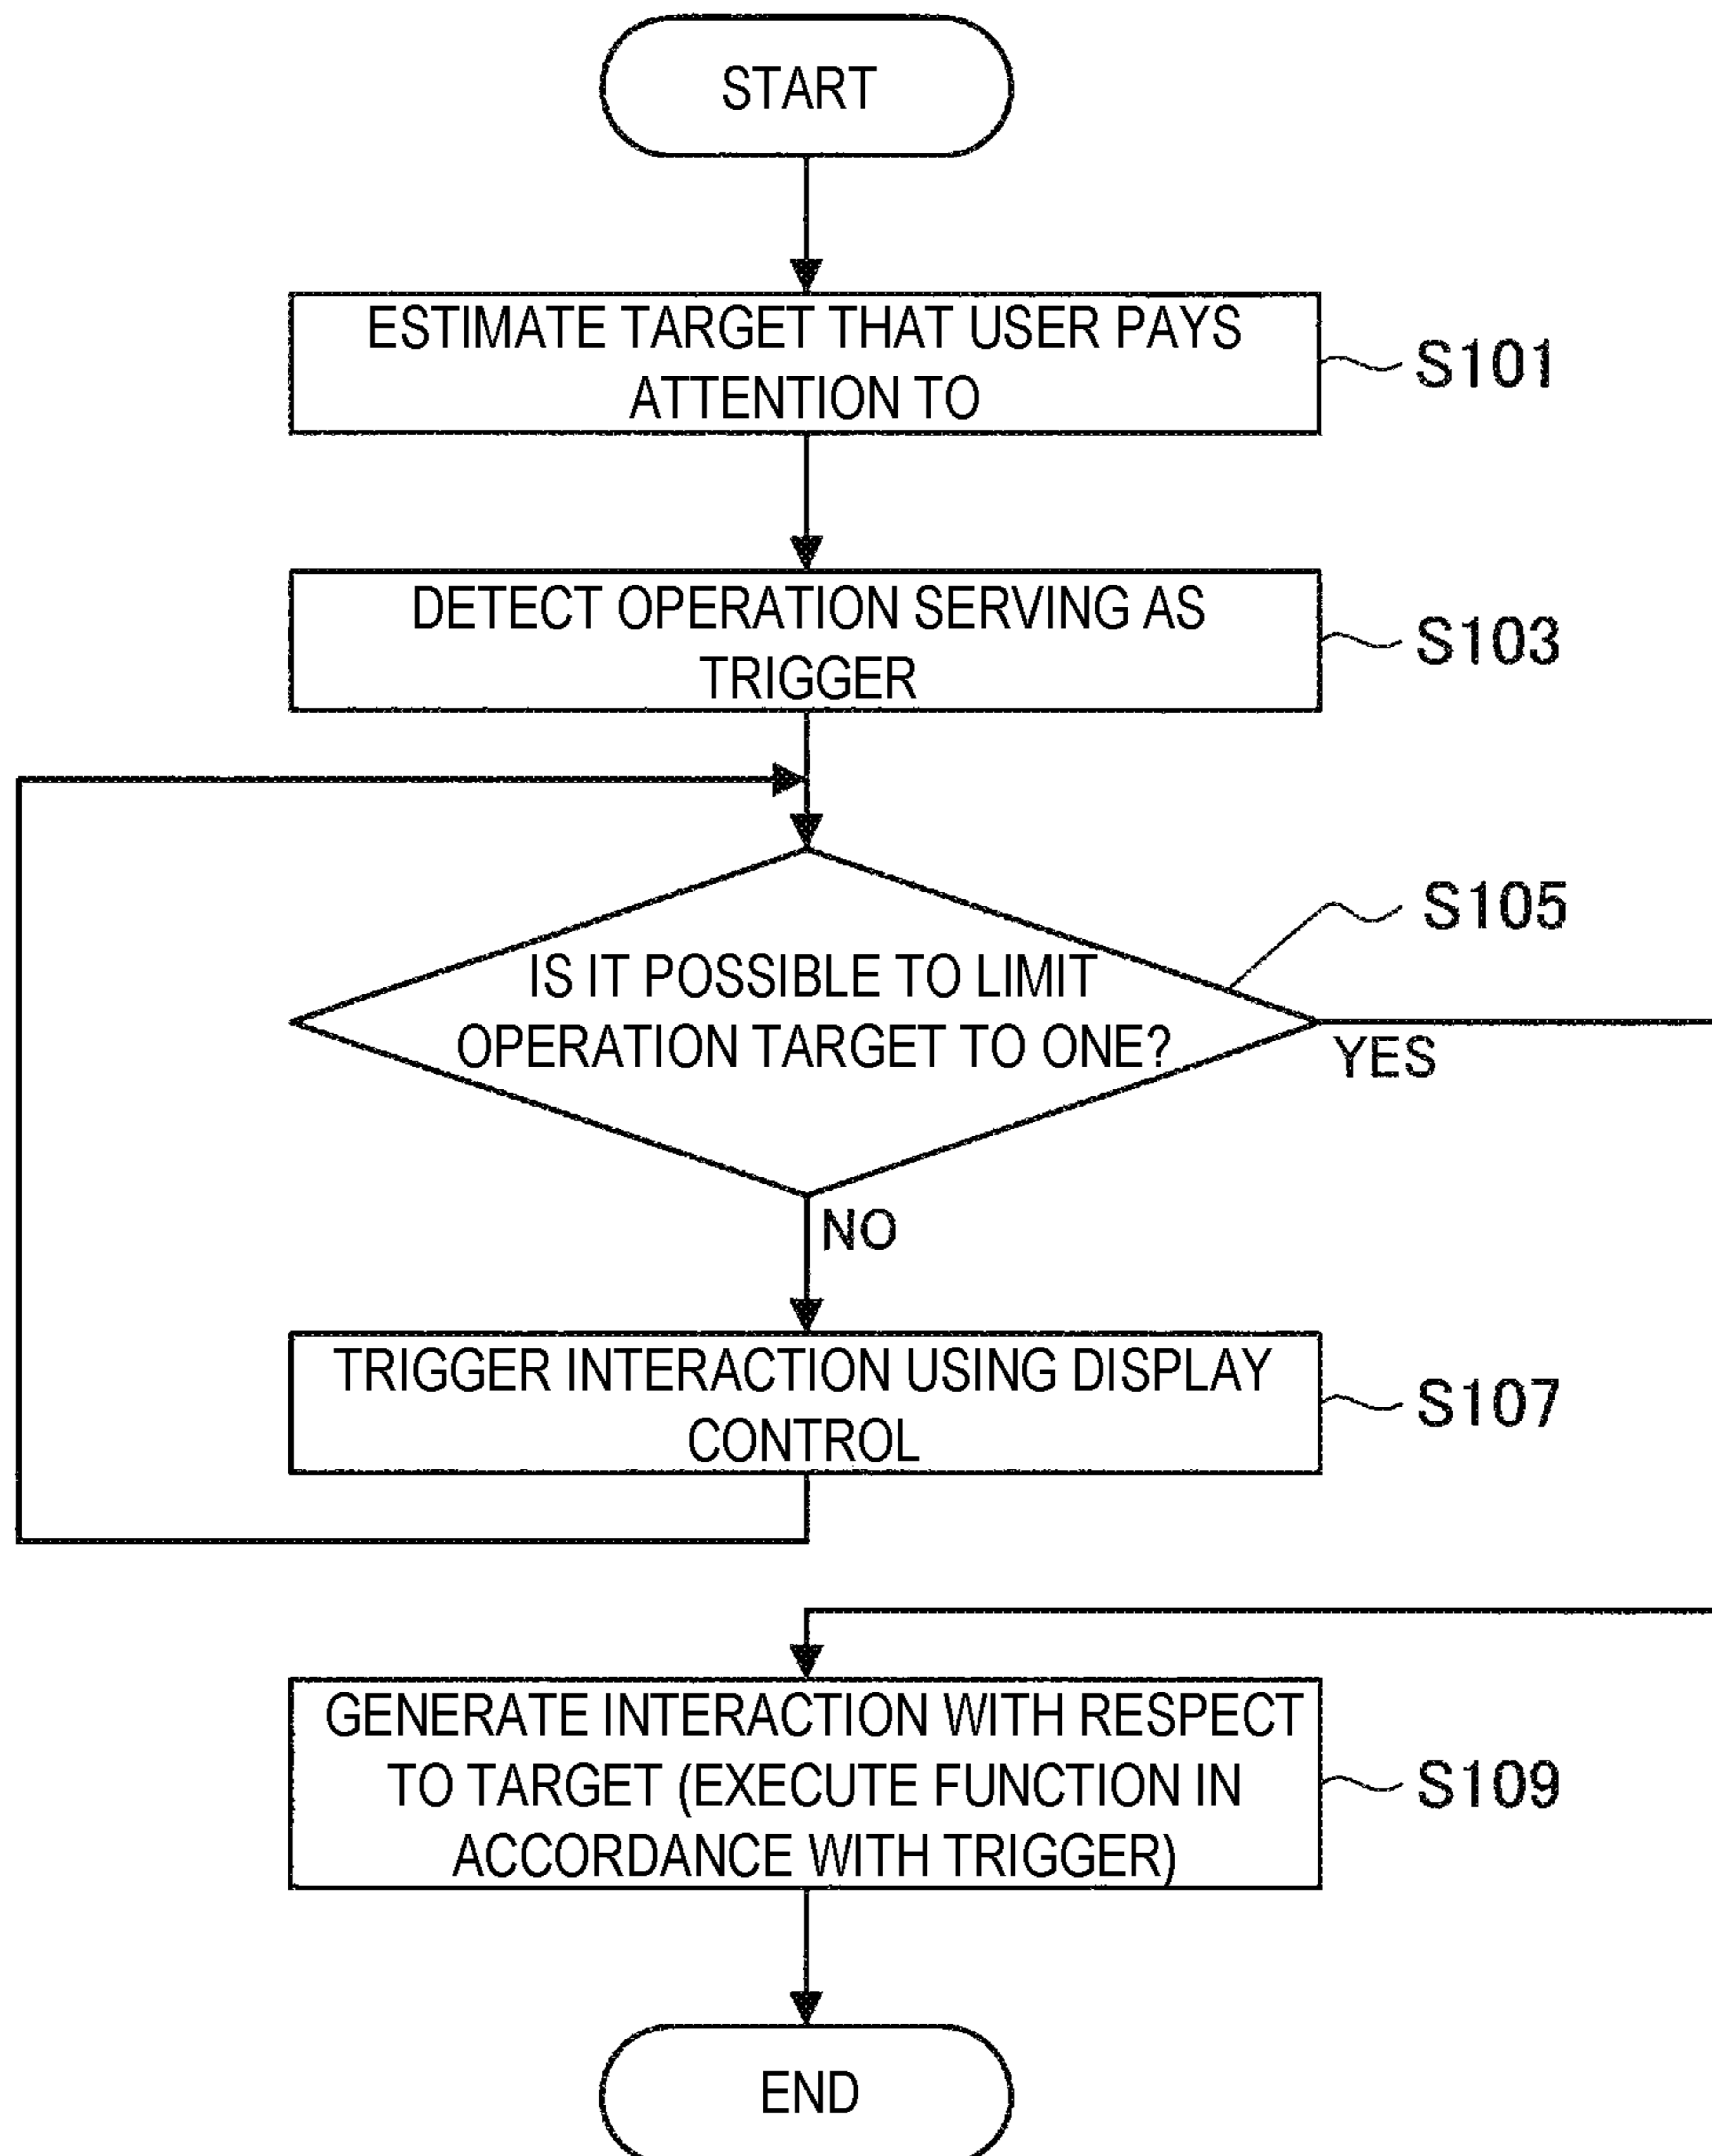 START
ESTIMATE TARGET THAT USER PAYS
ATTENTION TO
S101
DETECT OPERATION SERVING AS
TRIGGER
S103
S105
IS IT POSSIBLE TO LIMIT
OPERATION TARGET TO ONE?
YES
NO
TRIGGER INTERACTION USING DISPLAY
CONTROL
S107
GENERATE INTERACTION WITH RESPECT
TO TARGET (EXECUTE FUNCTION IN
ACCORDANCE WITH TRIGGER)
S109
END